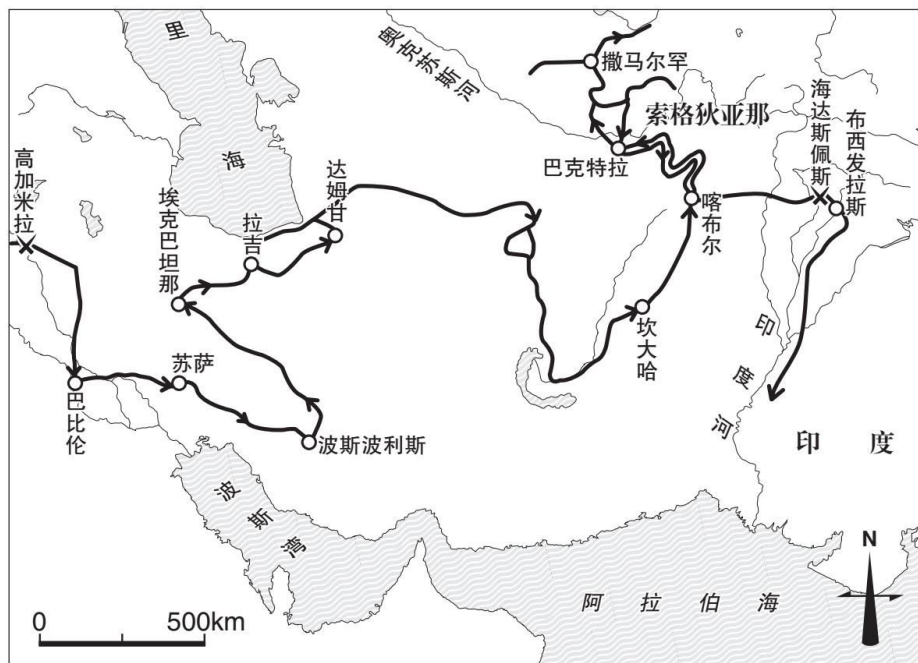 里海
奥克苏斯河
撒马尔罕
索格狄亚那
海达斯佩斯
布西发拉斯
高加米拉
埃克巴坦那
拉吉
达姆甘
巴克特拉
喀布尔
坎大哈
印度河
苏萨
巴比伦
波斯波利斯
印度
波斯湾
阿拉伯海
N
0 500km